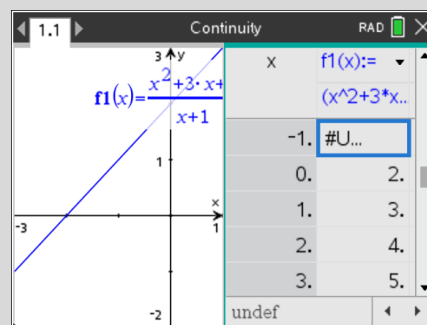 1.1 Continuity RAD
3 y
f1(x)=x^2+3·x+
x+1
1
x
-3 1
-2
x f1(x):=
(x^2+3*x..
-1. #U...
0. 2.
1. 3.
2. 4.
3. 5.
undef